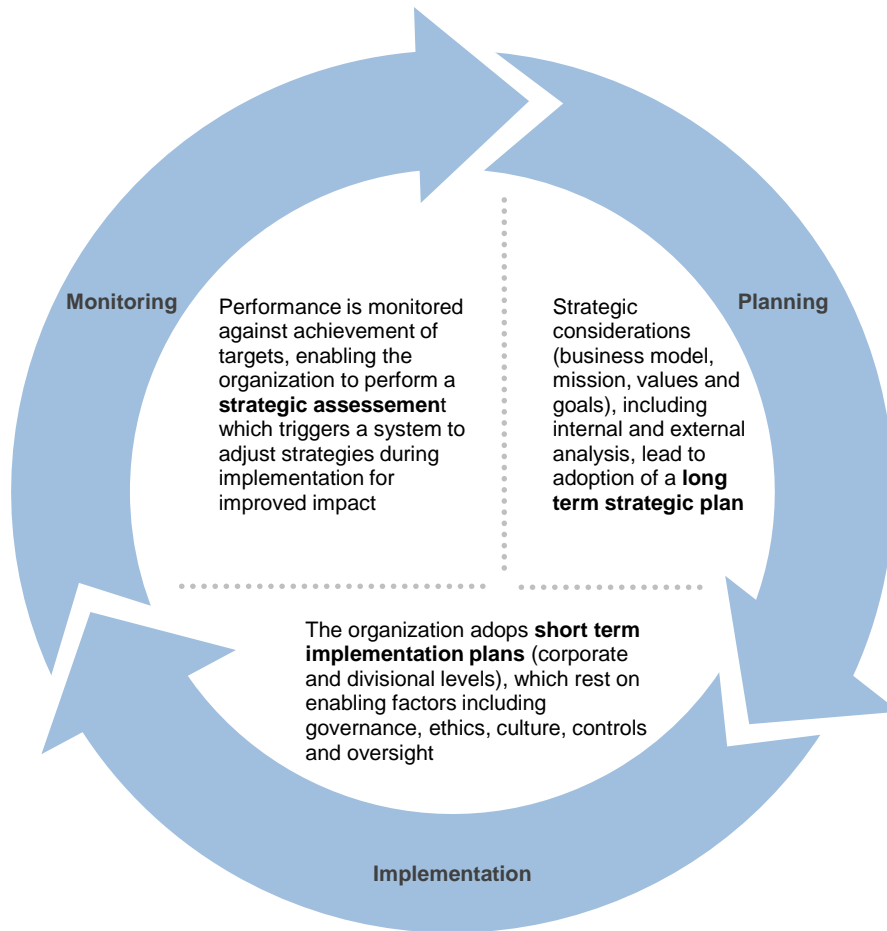 Monitoring
Performance is monitored
against achievement of
targets, enabling the
organization to perform a
strategic assessement
which triggers a system to
adjust strategies during
implementation for
improved impact
Planning
Strategic
considerations
(business model,
mission, values and
goals), including
internal and external
analysis, lead to
adoption of a long
term strategic plan
The organization adops short term
implementation plans (corporate
and divisional levels), which rest on
enabling factors including
governance, ethics, culture, controls
and oversight
Implementation